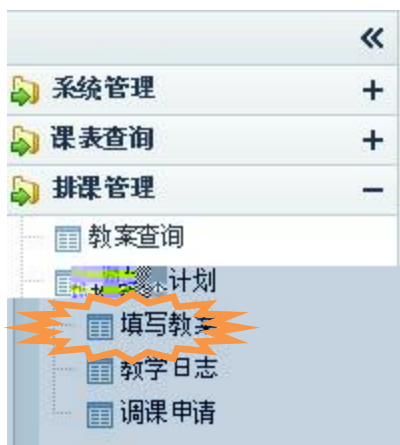 «
系统管理 +
课表查询 +
排课管理 −
教案查询
计划
填写教案
教学日志
调课申请